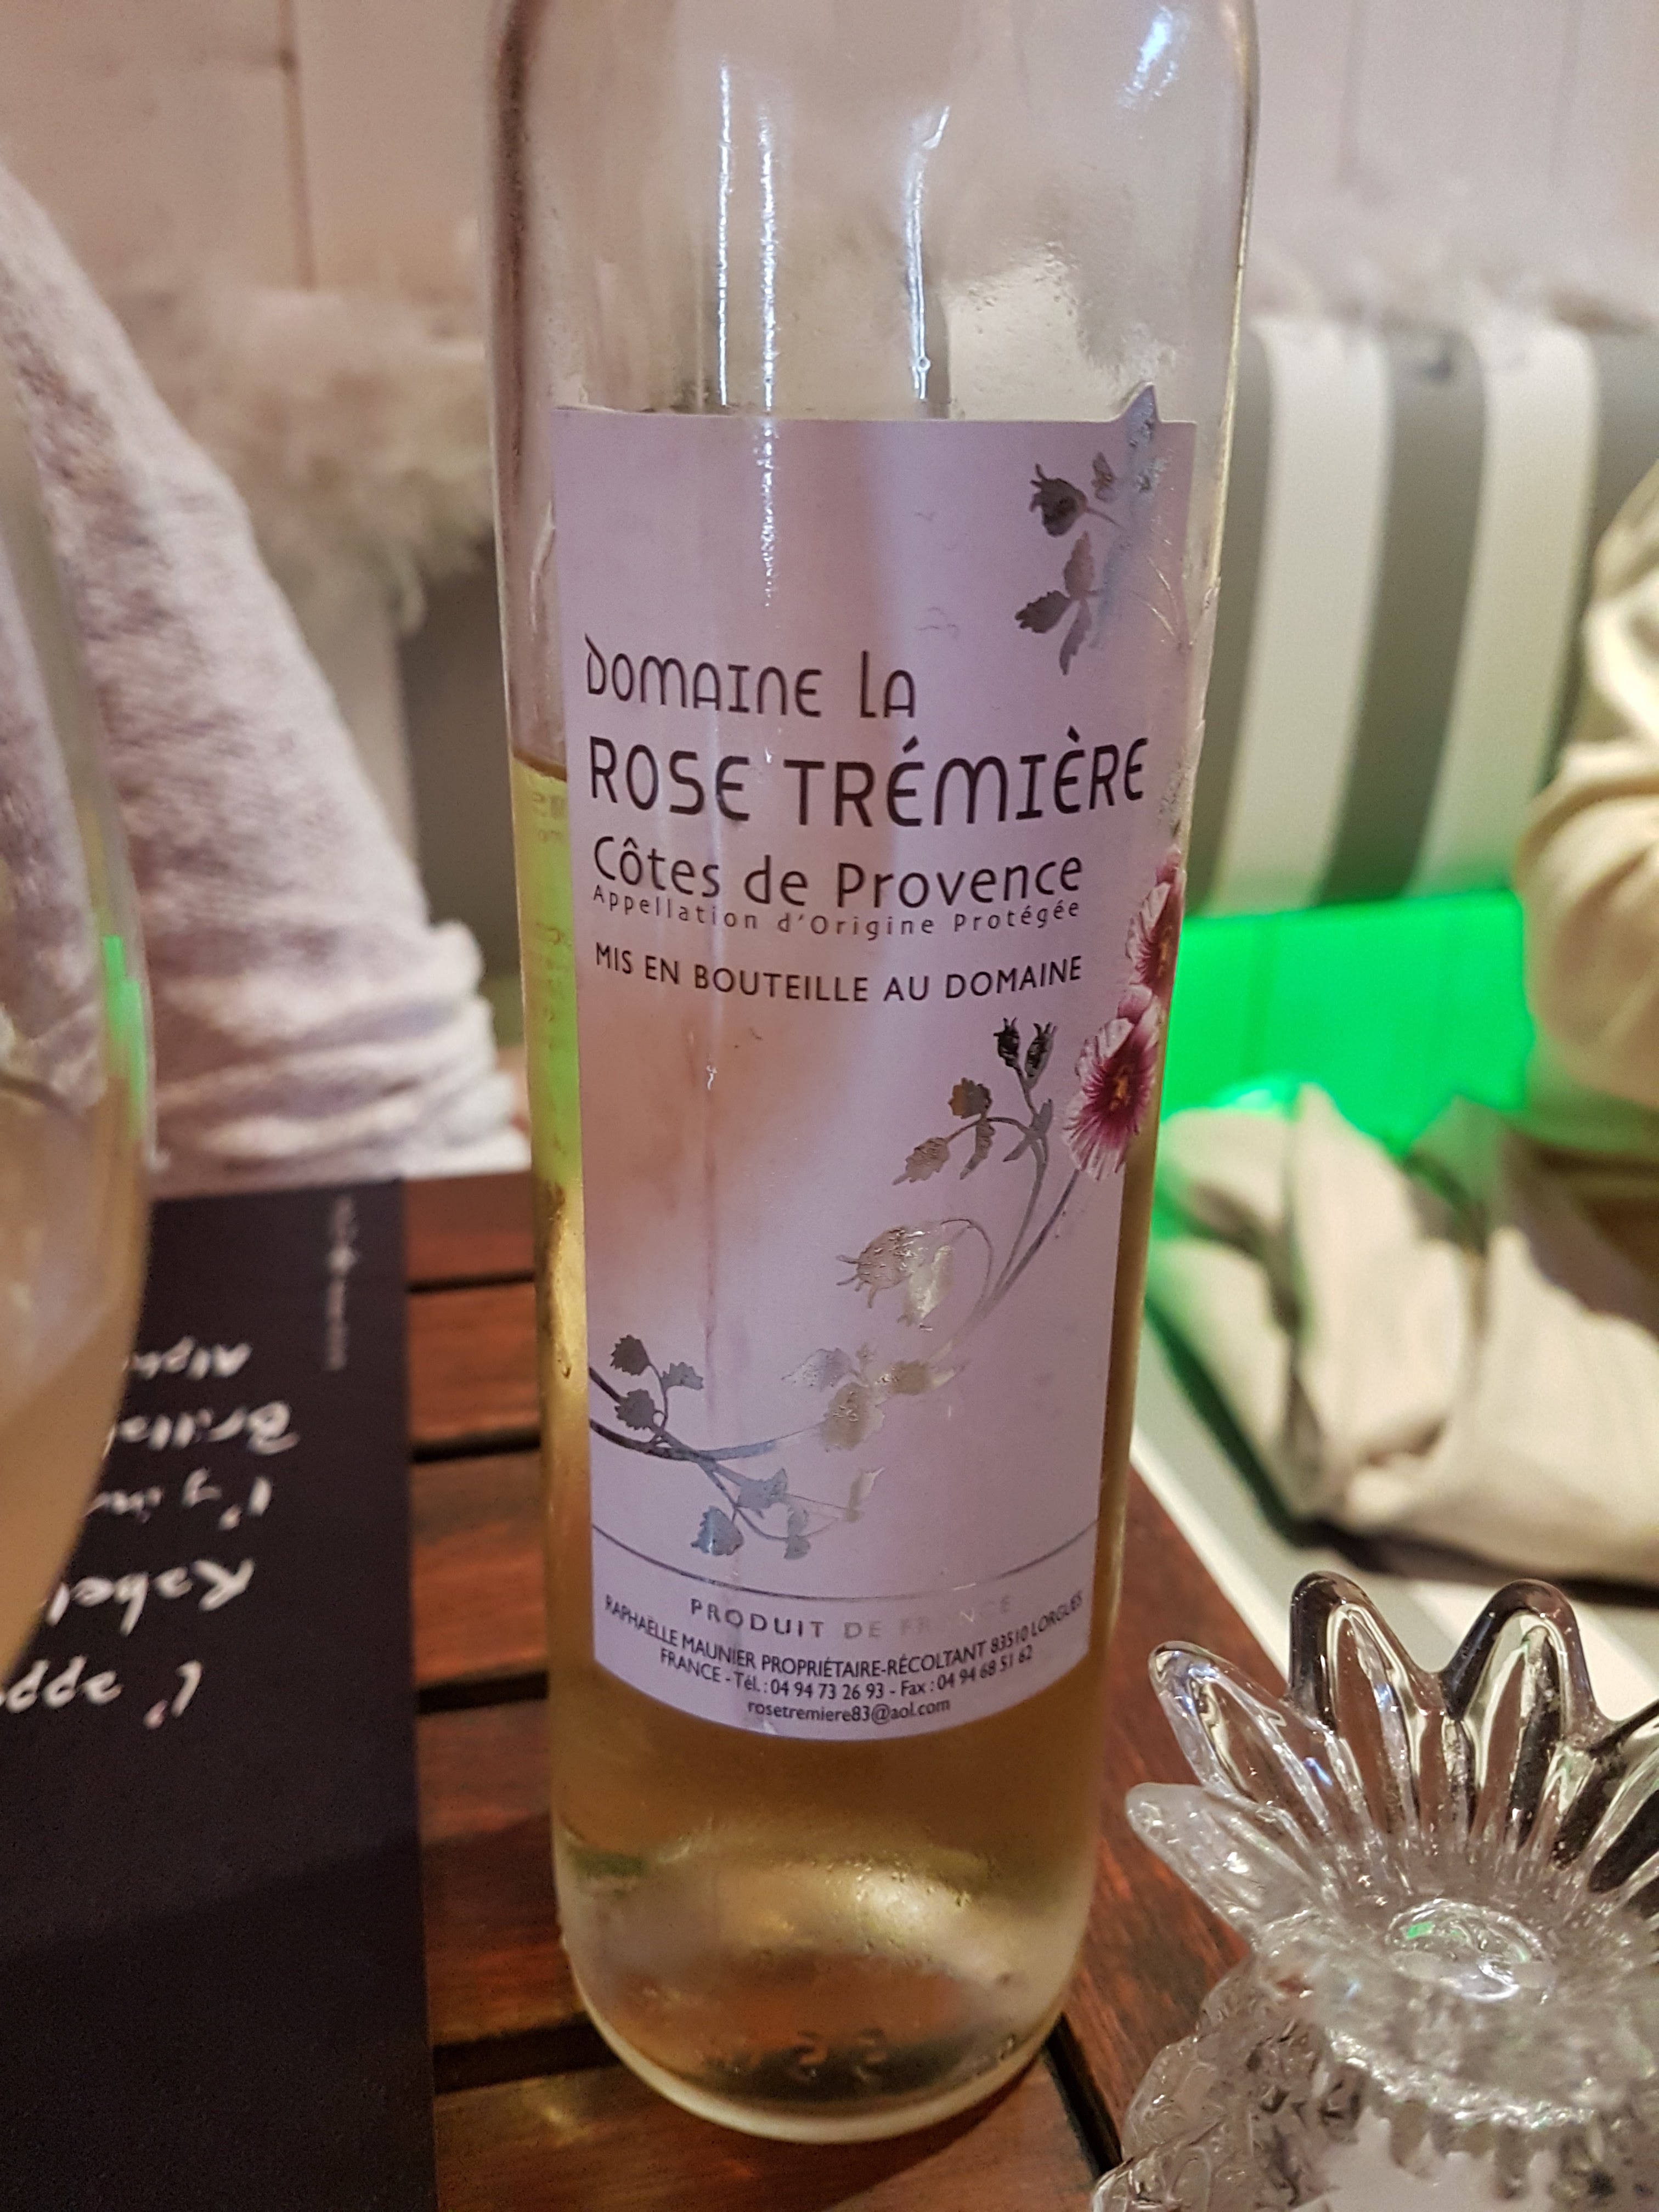 DOMAINE LA
ROSE TRÉMIÈRE
Côtes de Provence
Appellation d'Origine Protégée
MIS EN BOUTEILLE AU DOMAINE
PRODUIT DE FRANCE
RAPHAËLLE MAUNIER PROPRIÉTAIRE-RÉCOLTANT 83510 LORGUES
FRANCE - Tél. : 04 94 73 26 93 - Fax : 04 94 68 51 62
rosetremiere83@aol.com